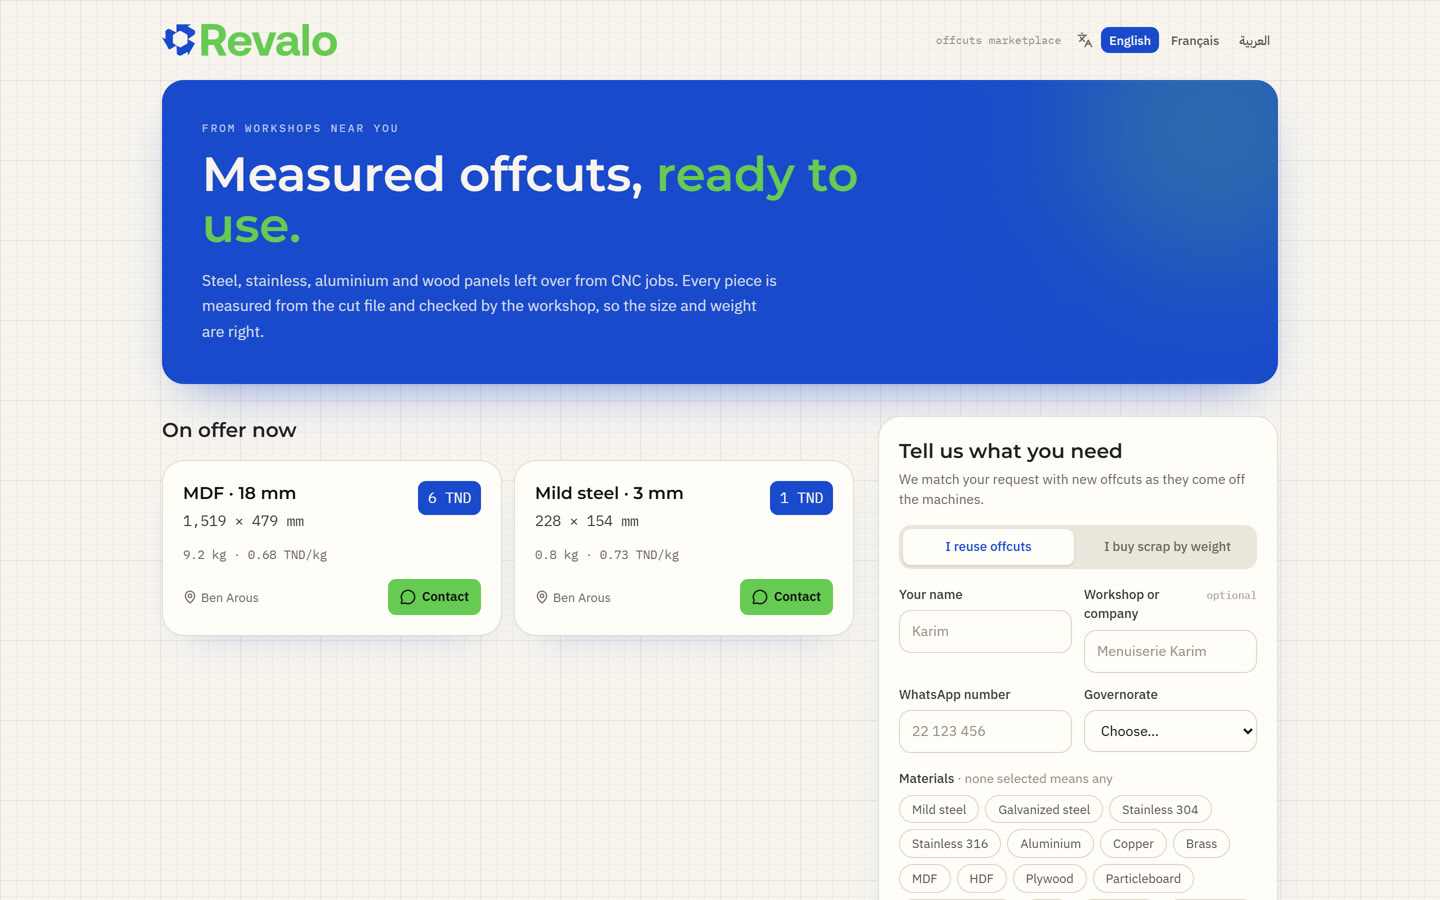 Revalo
offcuts marketplace
English
Français
العربية
FROM WORKSHOPS NEAR YOU
Measured offcuts, ready to
use.
Steel, stainless, aluminium and wood panels left over from CNC jobs. Every piece is
measured from the cut file and checked by the workshop, so the size and weight
are right.
On offer now
MDF · 18 mm
6 TND
1,519 × 479 mm
9.2 kg · 0.68 TND/kg
Ben Arous
Contact
Mild steel · 3 mm
1 TND
228 × 154 mm
0.8 kg · 0.73 TND/kg
Ben Arous
Contact
Tell us what you need
We match your request with new offcuts as they come off
the machines.
I reuse offcuts
I buy scrap by weight
Your name
Karim
Workshop or
company
optional
Menuiserie Karim
WhatsApp number
22 123 456
Governorate
Choose...
Materials · none selected means any
Mild steel
Galvanized steel
Stainless 304
Stainless 316
Aluminium
Copper
Brass
MDF
HDF
Plywood
Particleboard